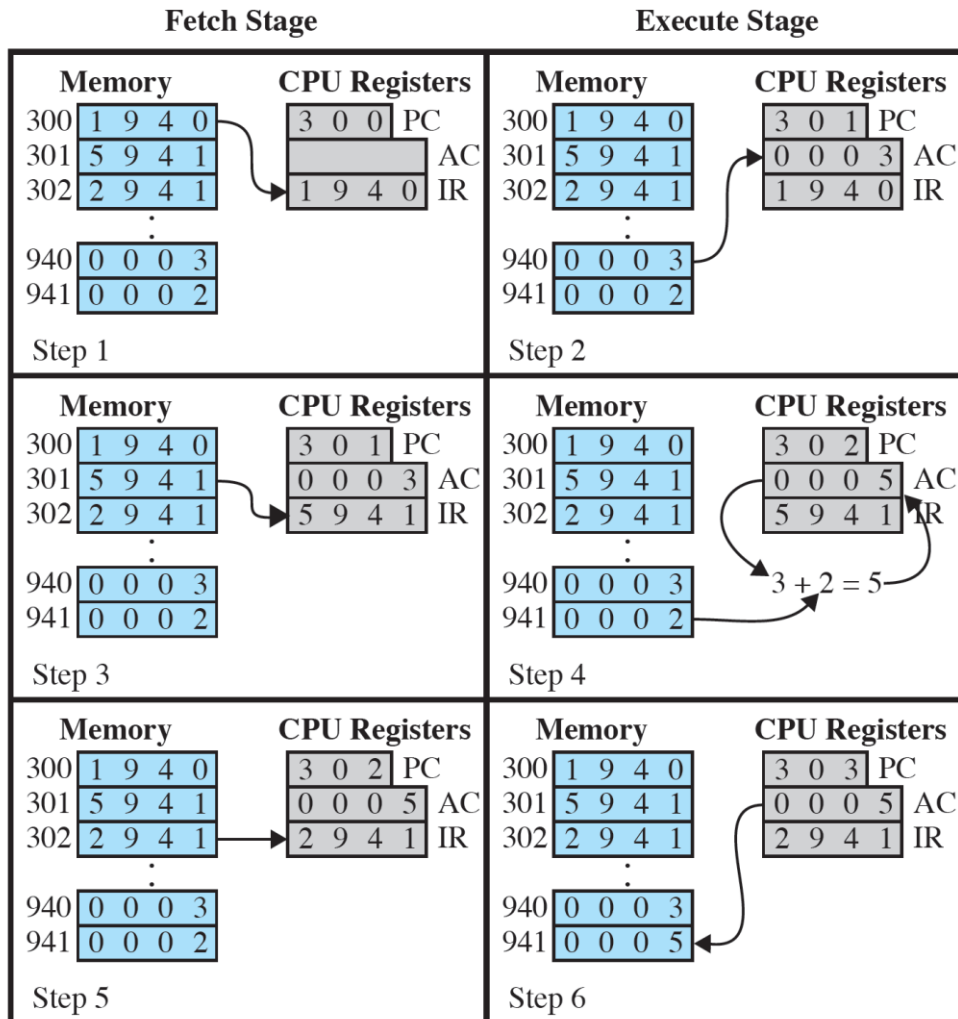 Fetch Stage Execute Stage
Memory CPU Registers Memory CPU Registers
300 1 9 4 0 3 0 0 PC 300 1 9 4 0 3 0 1 PC
301 5 9 4 1 AC 301 5 9 4 1 0 0 0 3 AC
302 2 9 4 1 1 9 4 0 IR 302 2 9 4 1 1 9 4 0 IR
940 0 0 0 3 940 0 0 0 3
941 0 0 0 2 941 0 0 0 2
Step 1 Step 2
Memory CPU Registers Memory CPU Registers
300 1 9 4 0 3 0 1 PC 300 1 9 4 0 3 0 2 PC
301 5 9 4 1 0 0 0 3 AC 301 5 9 4 1 0 0 0 5 AC
302 2 9 4 1 5 9 4 1 IR 302 2 9 4 1 5 9 4 1 IR
940 0 0 0 3 940 0 0 0 3 3 + 2 = 5
941 0 0 0 2 941 0 0 0 2
Step 3 Step 4
Memory CPU Registers Memory CPU Registers
300 1 9 4 0 3 0 2 PC 300 1 9 4 0 3 0 3 PC
301 5 9 4 1 0 0 0 5 AC 301 5 9 4 1 0 0 0 5 AC
302 2 9 4 1 2 9 4 1 IR 302 2 9 4 1 2 9 4 1 IR
940 0 0 0 3 940 0 0 0 3
941 0 0 0 2 941 0 0 0 5
Step 5 Step 6